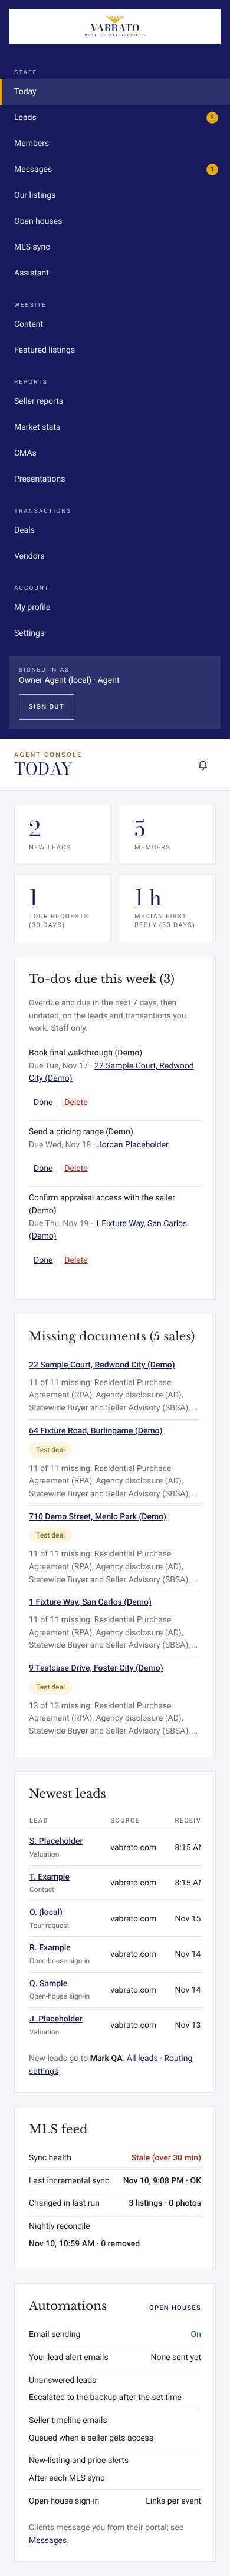 VABRATO
REAL ESTATE SERVICES
STAFF
Today
Leads 2
Members
Messages 1
Our listings
Open houses
MLS sync
Assistant
WEBSITE
Content
Featured listings
REPORTS
Seller reports
Market stats
CMAs
Presentations
TRANSACTIONS
Deals
Vendors
ACCOUNT
My profile
Settings
SIGNED IN AS
Owner Agent (local) · Agent
SIGN OUT
AGENT CONSOLE
TODAY
2
NEW LEADS
5
MEMBERS
1
TOUR REQUESTS
(30 DAYS)
1 h
MEDIAN FIRST
REPLY (30 DAYS)
To-dos due this week (3)
Overdue and due in the next 7 days, then
undated, on the leads and transactions you
work. Staff only.
Book final walkthrough (Demo)
Due Tue, Nov 17 · 22 Sample Court, Redwood
City (Demo)
Done Delete
Send a pricing range (Demo)
Due Wed, Nov 18 · Jordan Placeholder
Done Delete
Confirm appraisal access with the seller
(Demo)
Due Thu, Nov 19 · 1 Fixture Way, San Carlos
(Demo)
Done Delete
Missing documents (5 sales)
22 Sample Court, Redwood City (Demo)
11 of 11 missing: Residential Purchase
Agreement (RPA), Agency disclosure (AD),
Statewide Buyer and Seller Advisory (SBSA), ...
64 Fixture Road, Burlingame (Demo)
Test deal
11 of 11 missing: Residential Purchase
Agreement (RPA), Agency disclosure (AD),
Statewide Buyer and Seller Advisory (SBSA), ...
710 Demo Street, Menlo Park (Demo)
Test deal
11 of 11 missing: Residential Purchase
Agreement (RPA), Agency disclosure (AD),
Statewide Buyer and Seller Advisory (SBSA), ...
1 Fixture Way, San Carlos (Demo)
11 of 11 missing: Residential Purchase
Agreement (RPA), Agency disclosure (AD),
Statewide Buyer and Seller Advisory (SBSA), ...
9 Testcase Drive, Foster City (Demo)
Test deal
13 of 13 missing: Residential Purchase
Agreement (RPA), Agency disclosure (AD),
Statewide Buyer and Seller Advisory (SBSA), ...
Newest leads
LEAD SOURCE RECEIV
S. Placeholder
Valuation
vabrato.com 8:15 AM
T. Example
Contact
vabrato.com 8:15 AM
O. (local)
Tour request
vabrato.com Nov 15
R. Example
Open-house sign-in
vabrato.com Nov 14
Q. Sample
Open-house sign-in
vabrato.com Nov 14
J. Placeholder
Valuation
vabrato.com Nov 13
New leads go to Mark QA. All leads · Routing
settings
MLS feed
Sync health Stale (over 30 min)
Last incremental sync Nov 10, 9:08 PM · OK
Changed in last run 3 listings · 0 photos
Nightly reconcile
Nov 10, 10:59 AM · 0 removed
Automations OPEN HOUSES
Email sending On
Your lead alert emails None sent yet
Unanswered leads
Escalated to the backup after the set time
Seller timeline emails
Queued when a seller gets access
New-listing and price alerts
After each MLS sync
Open-house sign-in Links per event
Clients message you from their portal; see
Messages.